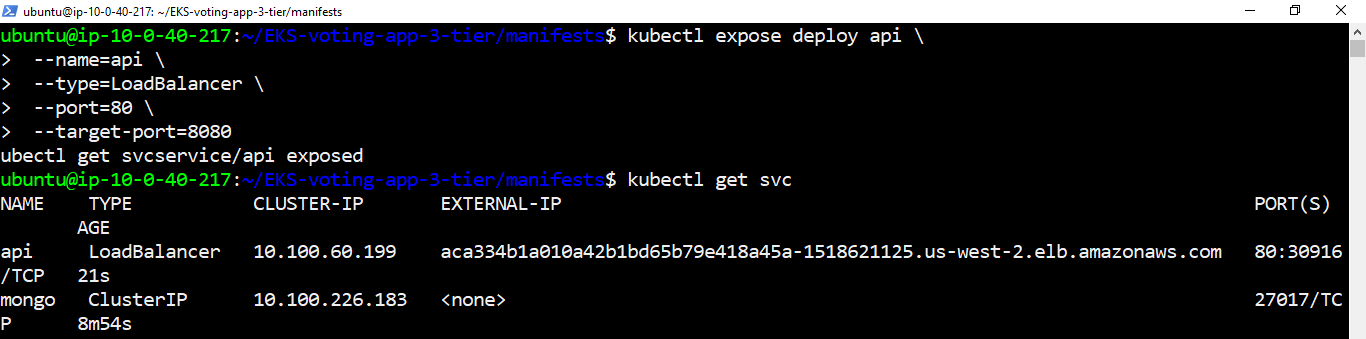 ubuntu@ip-10-0-40-217: ~/EKS-voting-app-3-tier/manifests
ubuntu@ip-10-0-40-217:~/EKS-voting-app-3-tier/manifests$ kubectl expose deploy api \
>  --name=api \
>  --type=LoadBalancer \
>  --port=80 \
>  --target-port=8080
ubectl get svcservice/api exposed
ubuntu@ip-10-0-40-217:~/EKS-voting-app-3-tier/manifests$ kubectl get svc
NAME    TYPE          CLUSTER-IP      EXTERNAL-IP                                                           PORT(S)
       AGE
api     LoadBalancer   10.100.60.199    aca334b1a010a42b1bd65b79e418a45a-1518621125.us-west-2.elb.amazonaws.com   80:30916
/TCP   21s
mongo   ClusterIP      10.100.226.183   <none>                                                                27017/TC
P      8m54s